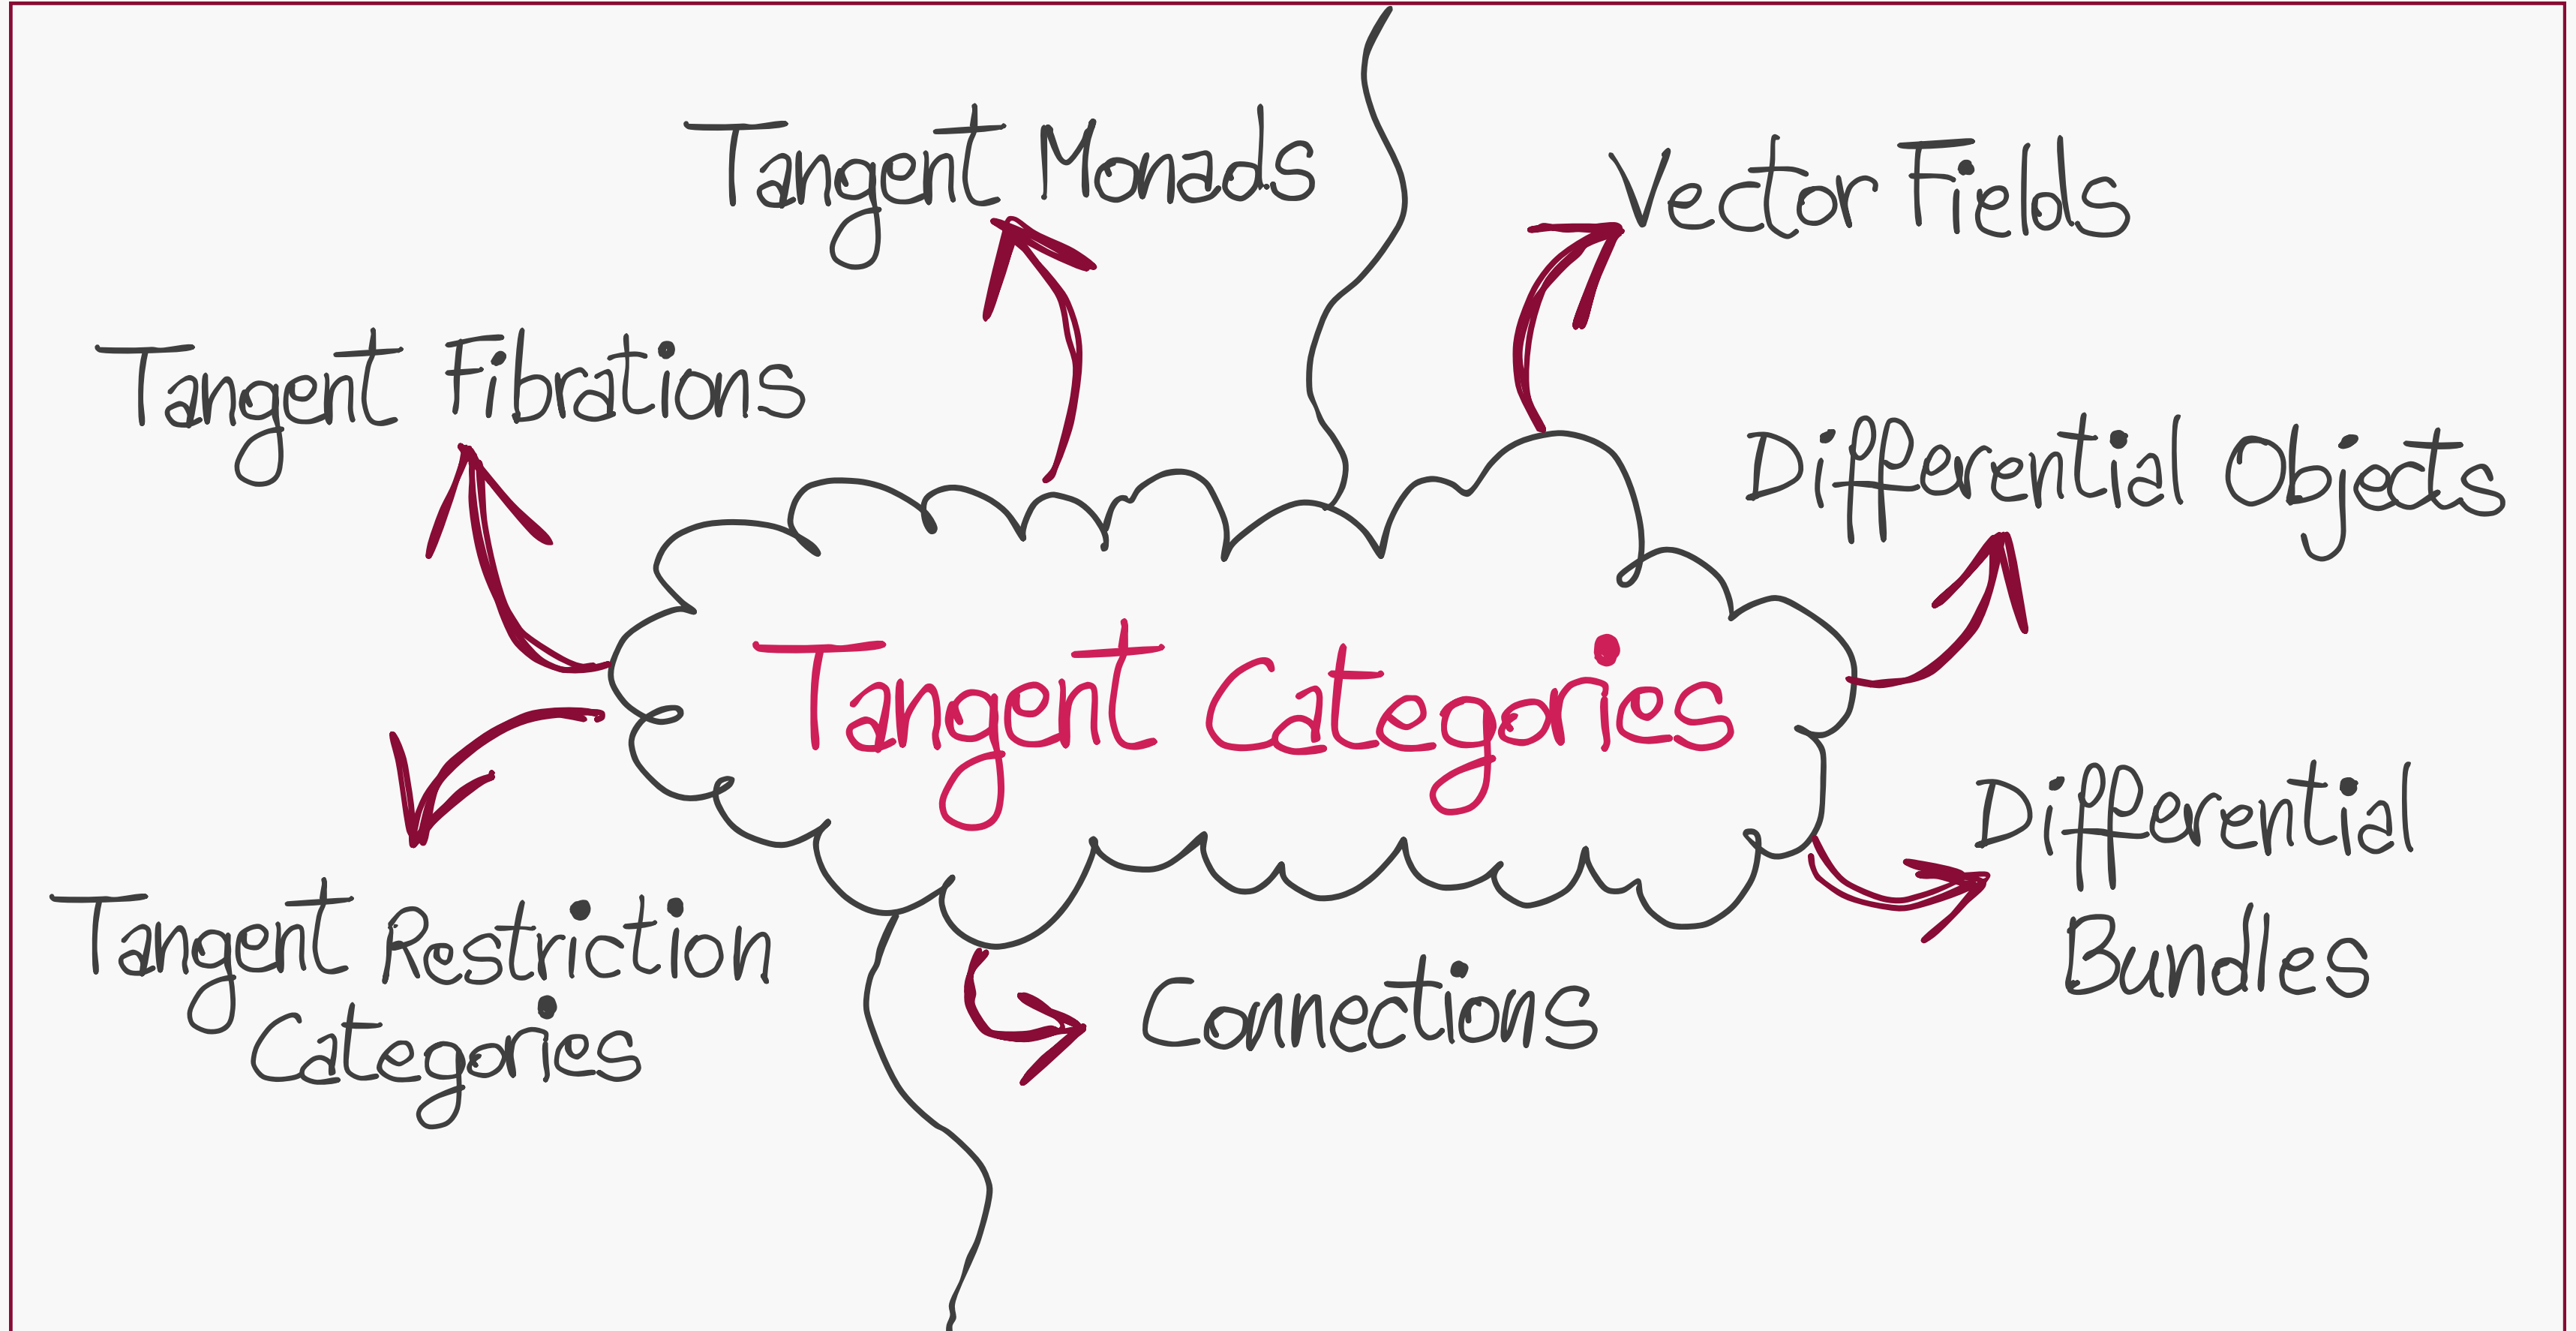 Tangent Monads
Vector Fields
Tangent Fibrations
Differential Objects
Tangent Categories
Differential
Bundles
Tangent Restriction
Categories
Connections